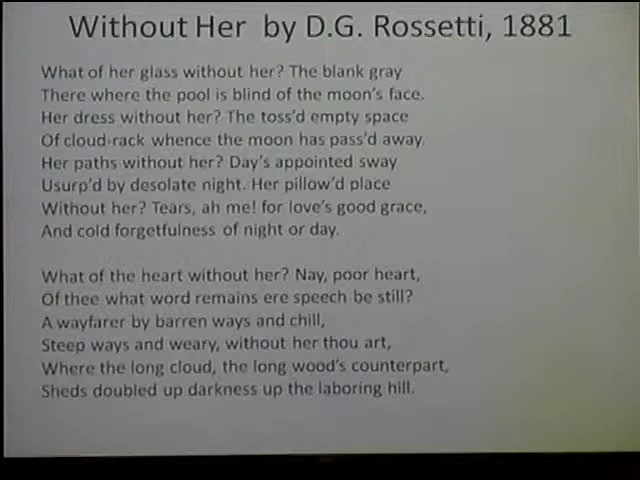 Without Her by D.G. Rossetti, 1881
What of her glass without her? The blank gray
There where the pool is blind of the moon's face.
Her dress without her? The toss'd empty space
Of cloud-rack whence the moon has pass'd away.
Her paths without her? Day's appointed sway
Usurp'd by desolate night. Her pillow'd place
Without her? Tears, ah me! for love's good grace,
And cold forgetfulness of night or day.
What of the heart without her? Nay, poor heart,
Of thee what word remains ere speech be still?
A wayfarer by barren ways and chill,
Steep ways and weary, without her thou art,
Where the long cloud, the long wood's counterpart,
Sheds doubled up darkness up the laboring hill.